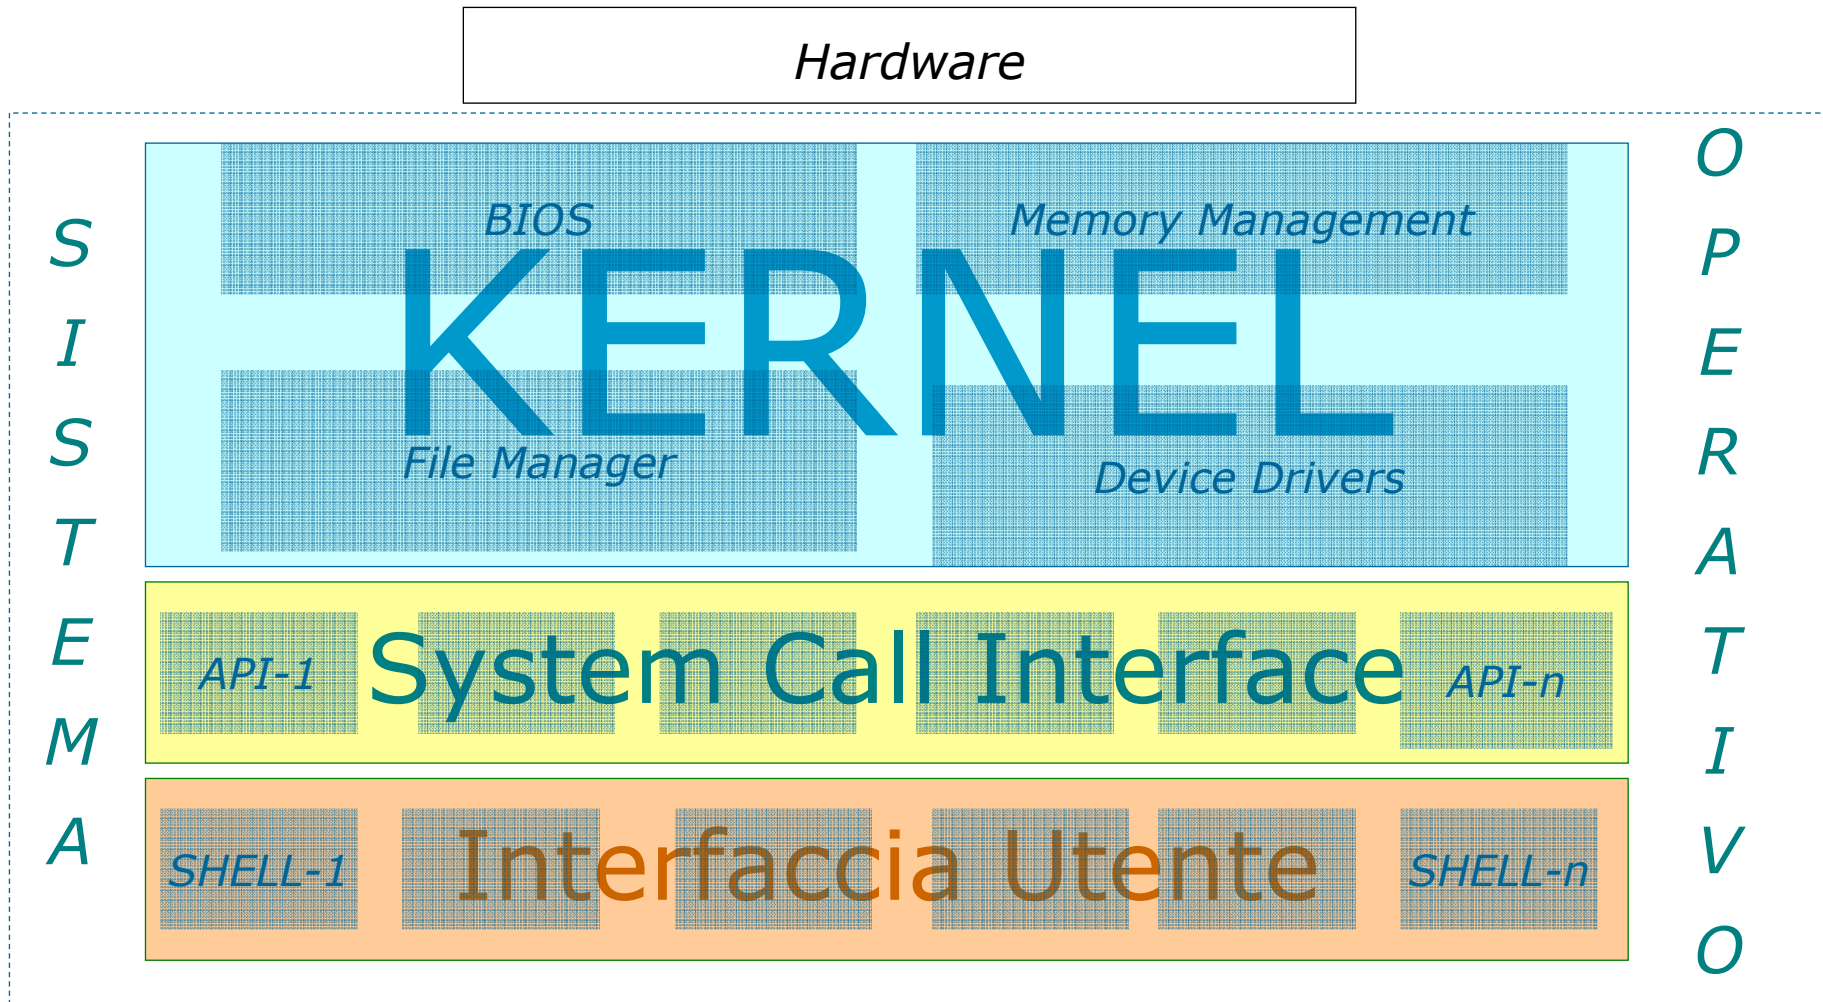 Hardware
SISTEMA
OPERATIVO
BIOS
Memory Management
KERNEL
File Manager
Device Drivers
API-1
System Call Interface
API-n
SHELL-1
Interfaccia Utente
SHELL-n